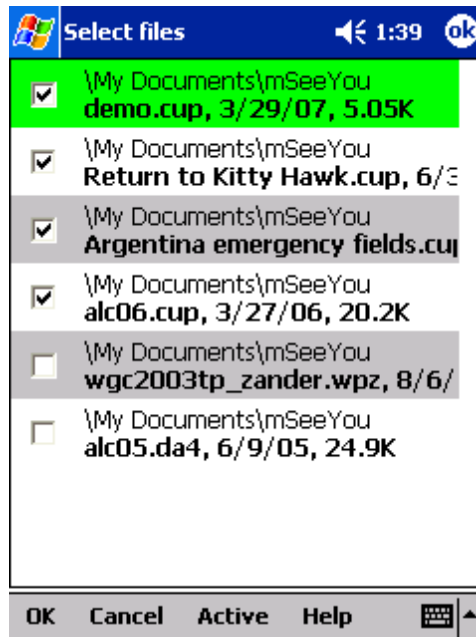 Select files 1:39 ok
\My Documents\mSeeYou
demo.cup, 3/29/07, 5.05K
\My Documents\mSeeYou
Return to Kitty Hawk.cup, 6/3
\My Documents\mSeeYou
Argentina emergency fields.cup
\My Documents\mSeeYou
alc06.cup, 3/27/06, 20.2K
\My Documents\mSeeYou
wgc2003tp_zander.wpz, 8/6/
\My Documents\mSeeYou
alc05.da4, 6/9/05, 24.9K
OK Cancel Active Help